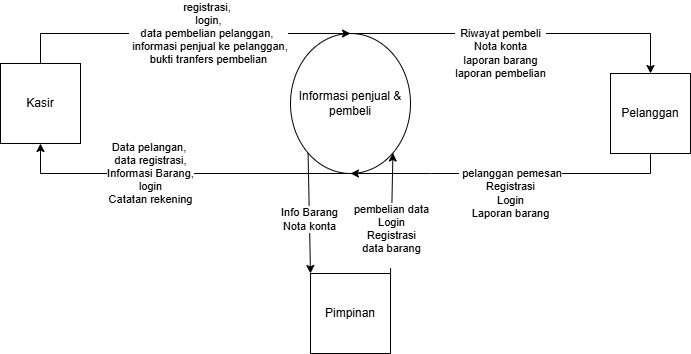 registrasi,
login,
data pembelian pelanggan,
informasi penjual ke pelanggan,
bukti tranfers pembelian
Riwayat pembeli
Nota konta
laporan barang
laporan pembelian
Kasir
Informasi penjual &
pembeli
Pelanggan
Data pelangan,
data registrasi,
Informasi Barang,
login
Catatan rekening
pelanggan pemesan
Registrasi
Login
Laporan barang
Info Barang
Nota konta
pembelian data
Login
Registrasi
data barang
Pimpinan